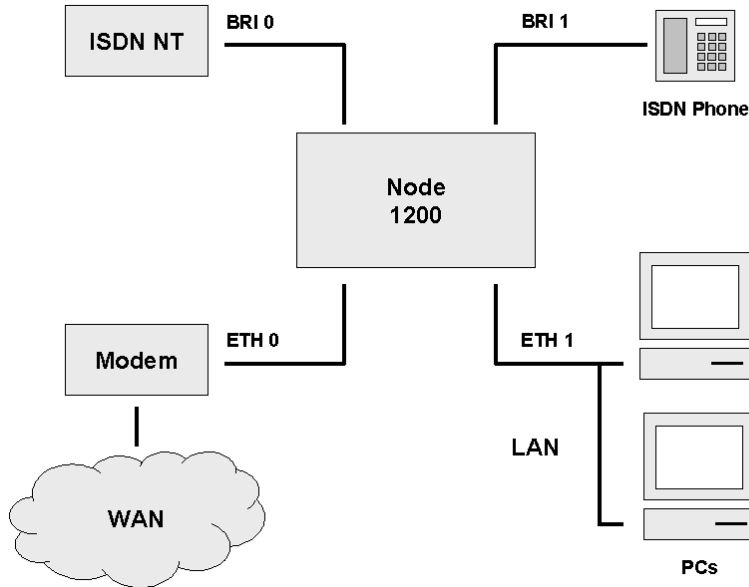 ISDN NT
BRI 0
BRI 1
ISDN Phone
Node
1200
Modem
ETH 0
ETH 1
LAN
WAN
PCs